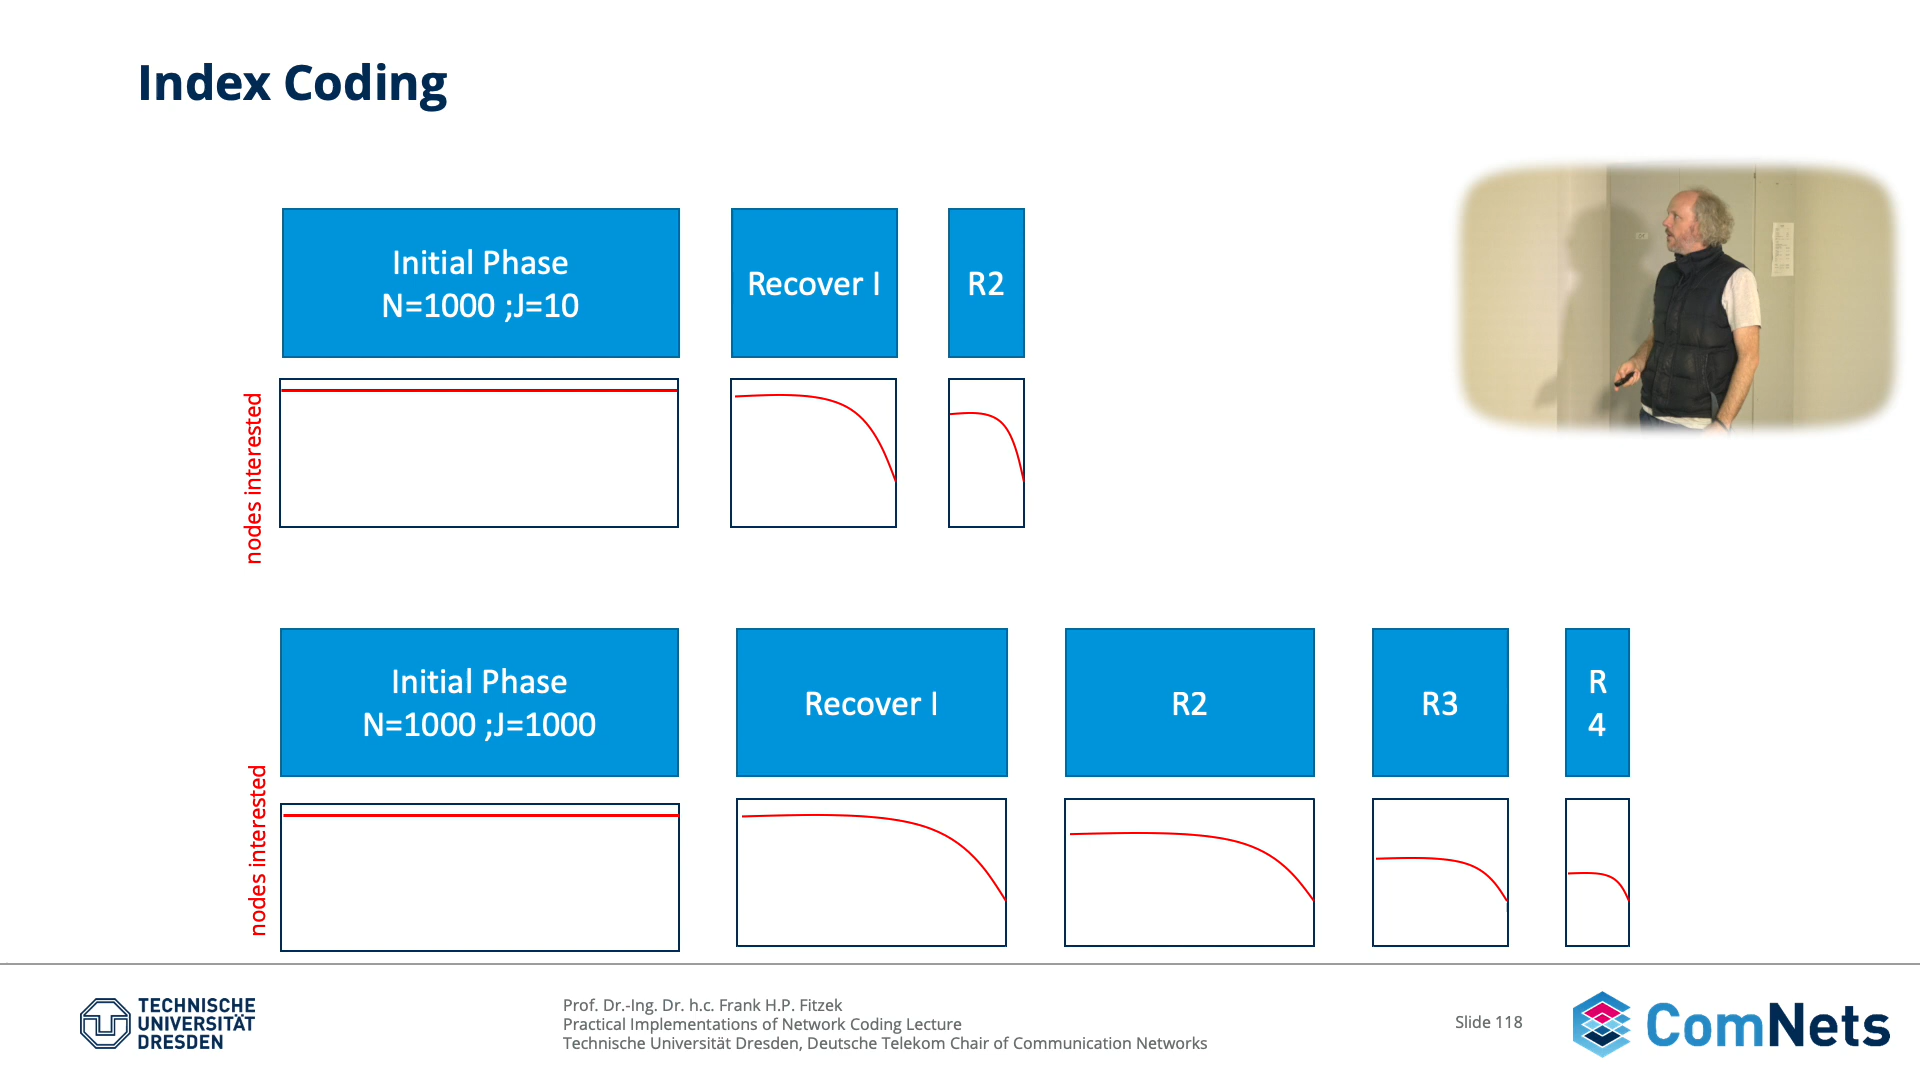 Index Coding
Initial Phase
N=1000 ;J=10
Recover I
R2
nodes interested
Initial Phase
N=1000 ;J=1000
Recover I
R2
R3
R
4
nodes interested
TECHNISCHE
UNIVERSITÄT
DRESDEN
Prof. Dr.-Ing. Dr. h.c. Frank H.P. Fitzek
Practical Implementations of Network Coding Lecture
Technische Universität Dresden, Deutsche Telekom Chair of Communication Networks
Slide 118
ComNets